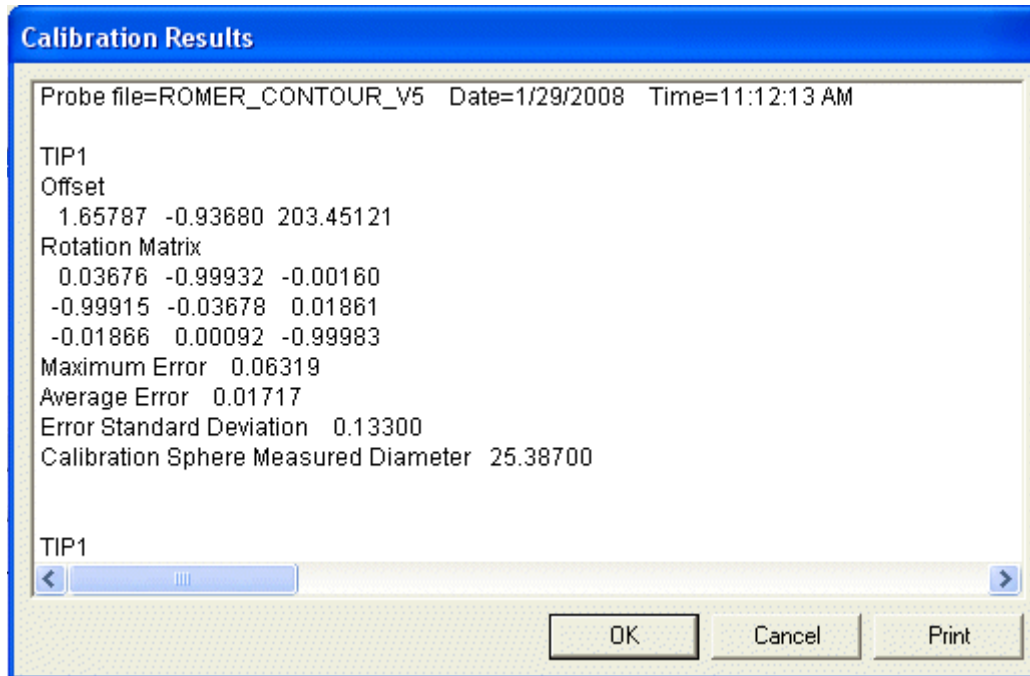 Calibration Results
Probe file=ROMER_CONTOUR_V5 Date=1/29/2008 Time=11:12:13 AM
TIP1
Offset
1.65787 -0.93680 203.45121
Rotation Matrix
0.03676 -0.99932 -0.00160
-0.99915 -0.03678 0.01861
-0.01866 0.00092 -0.99983
Maximum Error 0.06319
Average Error 0.01717
Error Standard Deviation 0.13300
Calibration Sphere Measured Diameter 25.38700
TIP1
OK Cancel Print